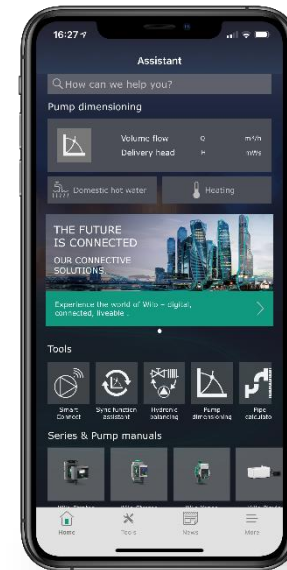 16:27
Assistant
How can we help you?
Pump dimensioning
Volume flow Q m³/h
Delivery head H
Domestic hot water
Heating
THE FUTURE
IS CONNECTED
OUR CONNECTIVE
SOLUTIONS.
Experience the world of Wilo – digital,
connected, liveable .
Tools
Smart
Connect
Sync function
assistant
Hydronic
balancing
Pump
dimensioning
Pipe
calculato
Series & Pump manuals
Home
Tools
News
More